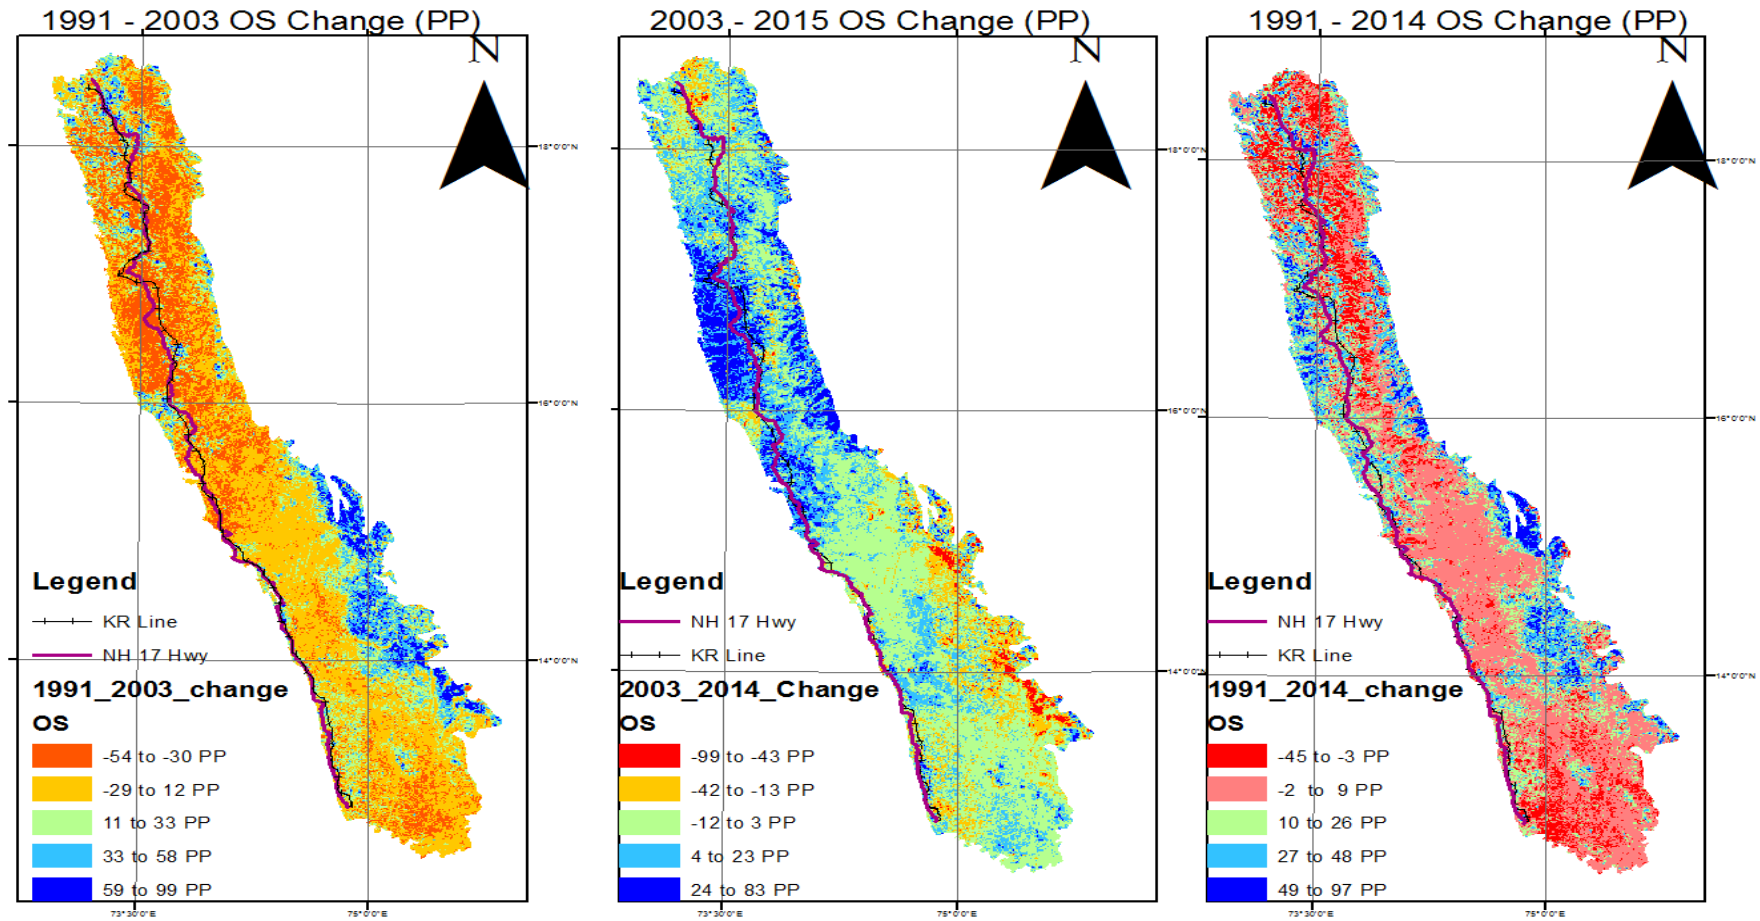 1991 - 2003 OS Change (PP)
N
18°0'0"N
16°0'0"N
14°0'0"N
Legend
KR Line
NH 17 Hwy
1991_2003_change
OS
-54 to -30 PP
-29 to 12 PP
11 to 33 PP
33 to 58 PP
59 to 99 PP
73°30'0"E
75°0'0"E
2003 - 2015 OS Change (PP)
N
18°0'0"N
16°0'0"N
14°0'0"N
Legend
NH 17 Hwy
KR Line
2003_2014_Change
OS
-99 to -43 PP
-42 to -13 PP
-12 to 3 PP
4 to 23 PP
24 to 83 PP
73°30'0"E
75°0'0"E
1991 - 2014 OS Change (PP)
N
18°0'0"N
16°0'0"N
14°0'0"N
Legend
NH 17 Hwy
KR Line
1991_2014_change
OS
-45 to -3 PP
-2 to 9 PP
10 to 26 PP
27 to 48 PP
49 to 97 PP
73°30'0"E
75°0'0"E